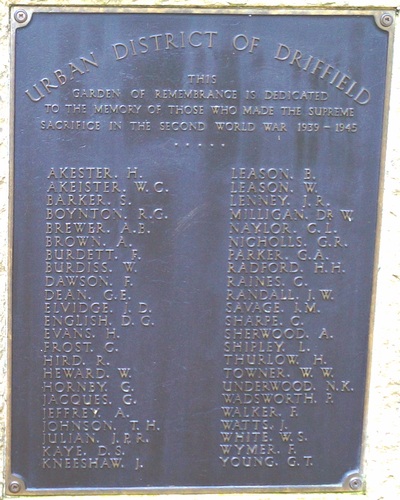 URBAN DISTRICT OF DRIFFIELD
THIS
GARDEN OF REMEMBRANCE IS DEDICATED
TO THE MEMORY OF THOSE WHO MADE THE SUPREME
SACRIFICE IN THE SECOND WORLD WAR 1939 - 1945
AKESTER. H.
AKEISTER. W. C.
BARKER. S.
BOYNTON. R.G.
BREWER. A.B.
BROWN. A.
BURDETT. F.
BURDISS. W.
DAWSON. F.
DEAN. G.E.
ELVIDGE. J. D.
ENGLISH. D. G.
EVANS. H.
FROST. C.
HIRD. R.
HEWARD. W.
HORNBY. G.
JACQUES. G.
JEFFREY. A.
JOHNSON. T. H.
JULIAN. J.P.R.
KAYE. D.S.
KNEESHAW. J.
LEASON. B.
LEASON. W.
LENNEY. J. R.
MILLIGAN. DR W.
NAYLOR. C. L.
NICHOLLS. G.R.
PARKER. G.A.
RADFORD. H. H.
RAINES. G.
RANDALL. J. W.
SAVAGE. J.M.
SHARPE. C.
SHERWOOD. A.
SHIPLEY. L.
THURLOW. H.
TOWNER. W. W.
UNDERWOOD. N.K.
WADSWORTH. F.
WALKER. F.
WATTS. J.
WHITE. W. S.
WYMER. F.
YOUNG. G.T.